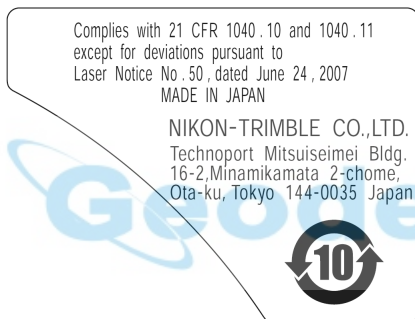 Complies with 21 CFR 1040.10 and 1040.11
except for deviations pursuant to
Laser Notice No.50, dated June 24, 2007
MADE IN JAPAN
NIKON-TRIMBLE CO.,LTD.
Technoport Mitsuiseimei Bldg.
16-2,Minamikamata 2-chome,
Ota-ku, Tokyo 144-0035 Japan
Geode
10